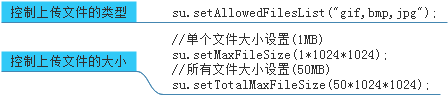 控制上传文件的类型
su.setAllowedFilesList("gif,bmp,jpg");
控制上传文件的大小
//单个文件大小设置(1MB)
su.setMaxFileSize(1*1024*1024);
//所有文件大小设置(50MB)
su.setTotalMaxFileSize(50*1024*1024);